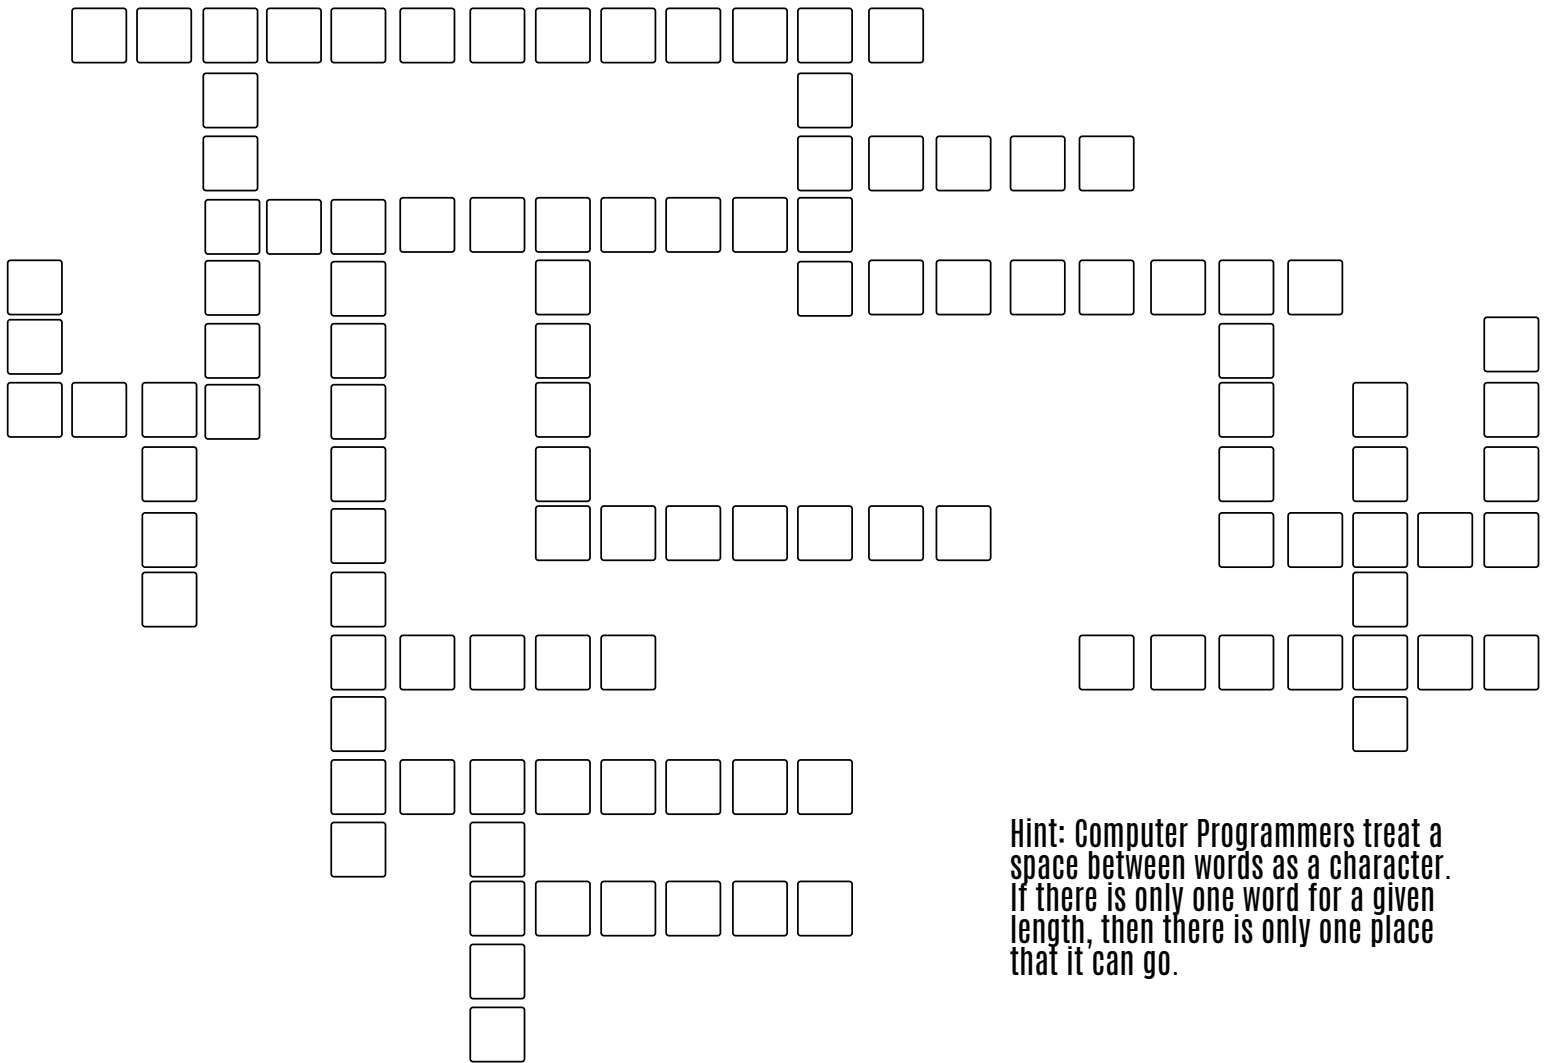 Hint: Computer Programmers treat a
space between words as a character.
If there is only one word for a given
length, then there is only one place
that it can go.